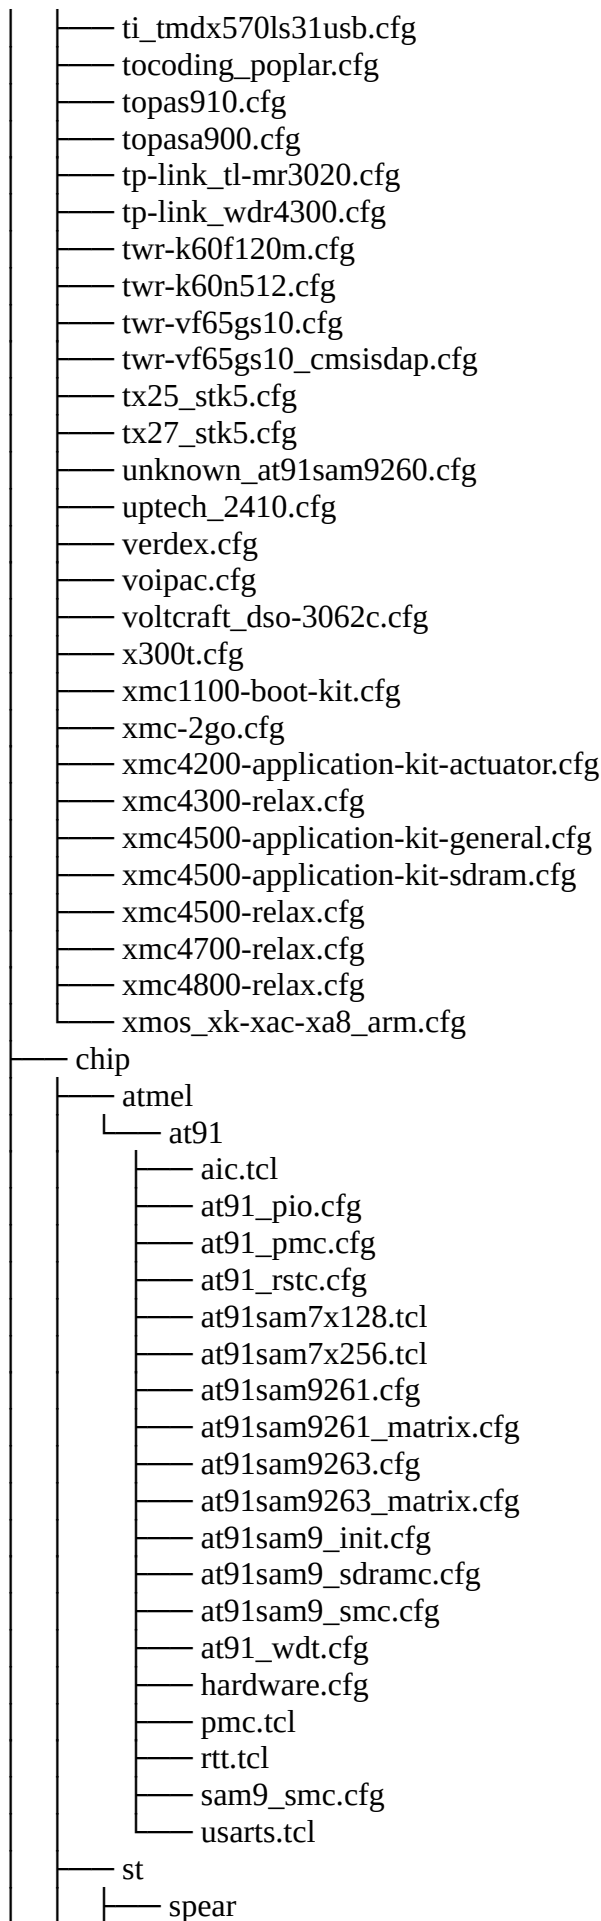 ti_tmdx570ls31usb.cfg
tocoding_poplar.cfg
topas910.cfg
topasa900.cfg
tp-link_tl-mr3020.cfg
tp-link_wdr4300.cfg
twr-k60f120m.cfg
twr-k60n512.cfg
twr-vf65gs10.cfg
twr-vf65gs10_cmsisdap.cfg
tx25_stk5.cfg
tx27_stk5.cfg
unknown_at91sam9260.cfg
uptech_2410.cfg
verdex.cfg
voipac.cfg
voltcraft_dso-3062c.cfg
x300t.cfg
xmc1100-boot-kit.cfg
xmc-2go.cfg
xmc4200-application-kit-actuator.cfg
xmc4300-relax.cfg
xmc4500-application-kit-general.cfg
xmc4500-application-kit-sdram.cfg
xmc4500-relax.cfg
xmc4700-relax.cfg
xmc4800-relax.cfg
xmos_xk-xac-xa8_arm.cfg
chip
atmel
at91
aic.tcl
at91_pio.cfg
at91_pmc.cfg
at91_rstc.cfg
at91sam7x128.tcl
at91sam7x256.tcl
at91sam9261.cfg
at91sam9261_matrix.cfg
at91sam9263.cfg
at91sam9263_matrix.cfg
at91sam9_init.cfg
at91sam9_sdramc.cfg
at91sam9_smc.cfg
at91_wdt.cfg
hardware.cfg
pmc.tcl
rtt.tcl
sam9_smc.cfg
usarts.tcl
st
spear